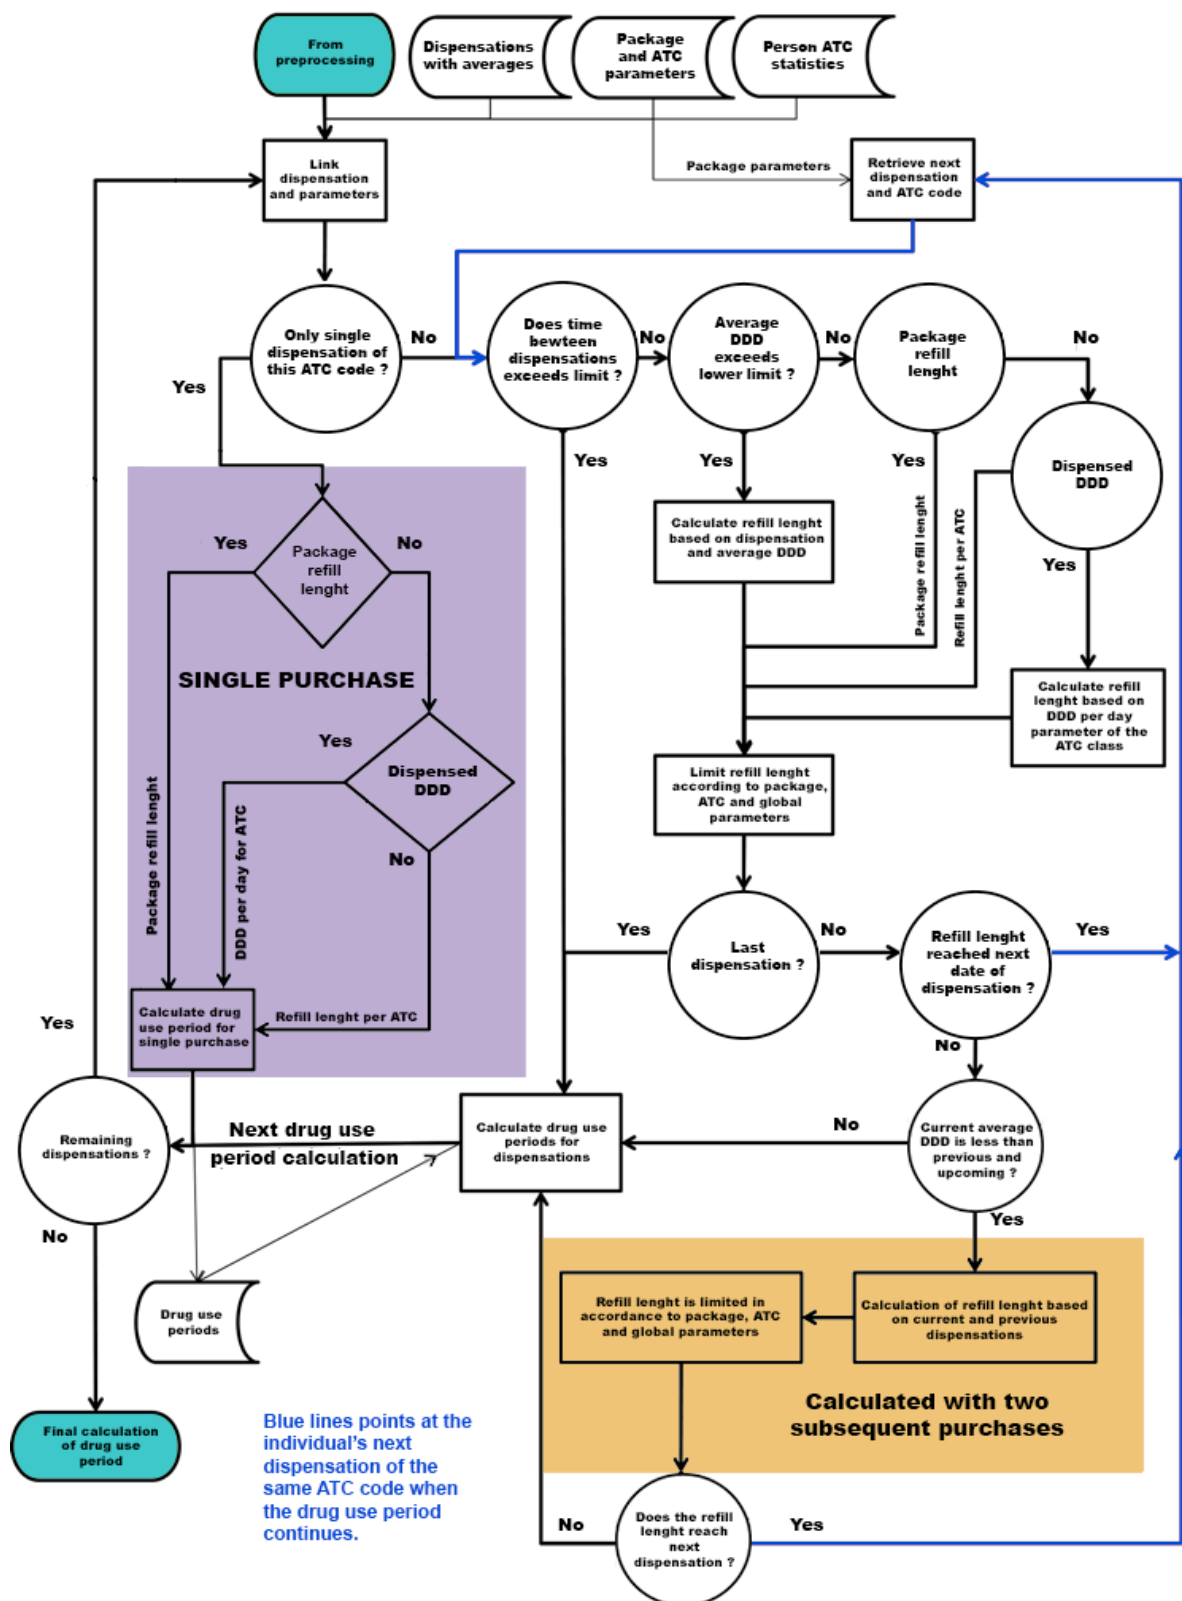 From
preprocessing
Dispensations
with averages
Package
and ATC
parameters
Person ATC
statistics
Link
dispensation
and parameters
Package parameters
Retrieve next
dispensation
and ATC code
Only single
dispensation of
this ATC code ?
No
Yes
Does time
bewteen
dispensations
exceeds limit ?
No
Yes
Average
DDD
exceeds
lower limit ?
No
Yes
Package
refill
lenght
No
Yes
Dispensed
DDD
Yes
Package refill lenght
Refill lenght per ATC
Calculate refill lenght
based on dispensation
and average DDD
Calculate refill
lenght based on
DDD per day
parameter of the
ATC class
Limit refill lenght
according to package,
ATC and global
parameters
Yes
Package
refill
lenght
No
SINGLE PURCHASE
Yes
Dispensed
DDD
No
Package refill lenght
DDD per day for ATC
Refill lenght per ATC
Calculate drug
use period for
single purchase
Yes
Last
dispensation ?
No
Refill lenght
reached next
date of
dispensation ?
Yes
No
Yes
Remaining
dispensations ?
No
Next drug use
period calculation
Calculate drug use
periods for
dispensations
No
Current average
DDD is less than
previous and
upcoming ?
Yes
Drug use
periods
Refill lenght is limited in
accordance to package, ATC
and global parameters
Calculation of refill lenght based
on current and previous
dispensations
Calculated with two
subsequent purchases
Final calculation
of drug use
period
Blue lines points at the
individual's next
dispensation of the
same ATC code when
the drug use period
continues.
No
Does the refill
lenght reach
next
dispensation ?
Yes